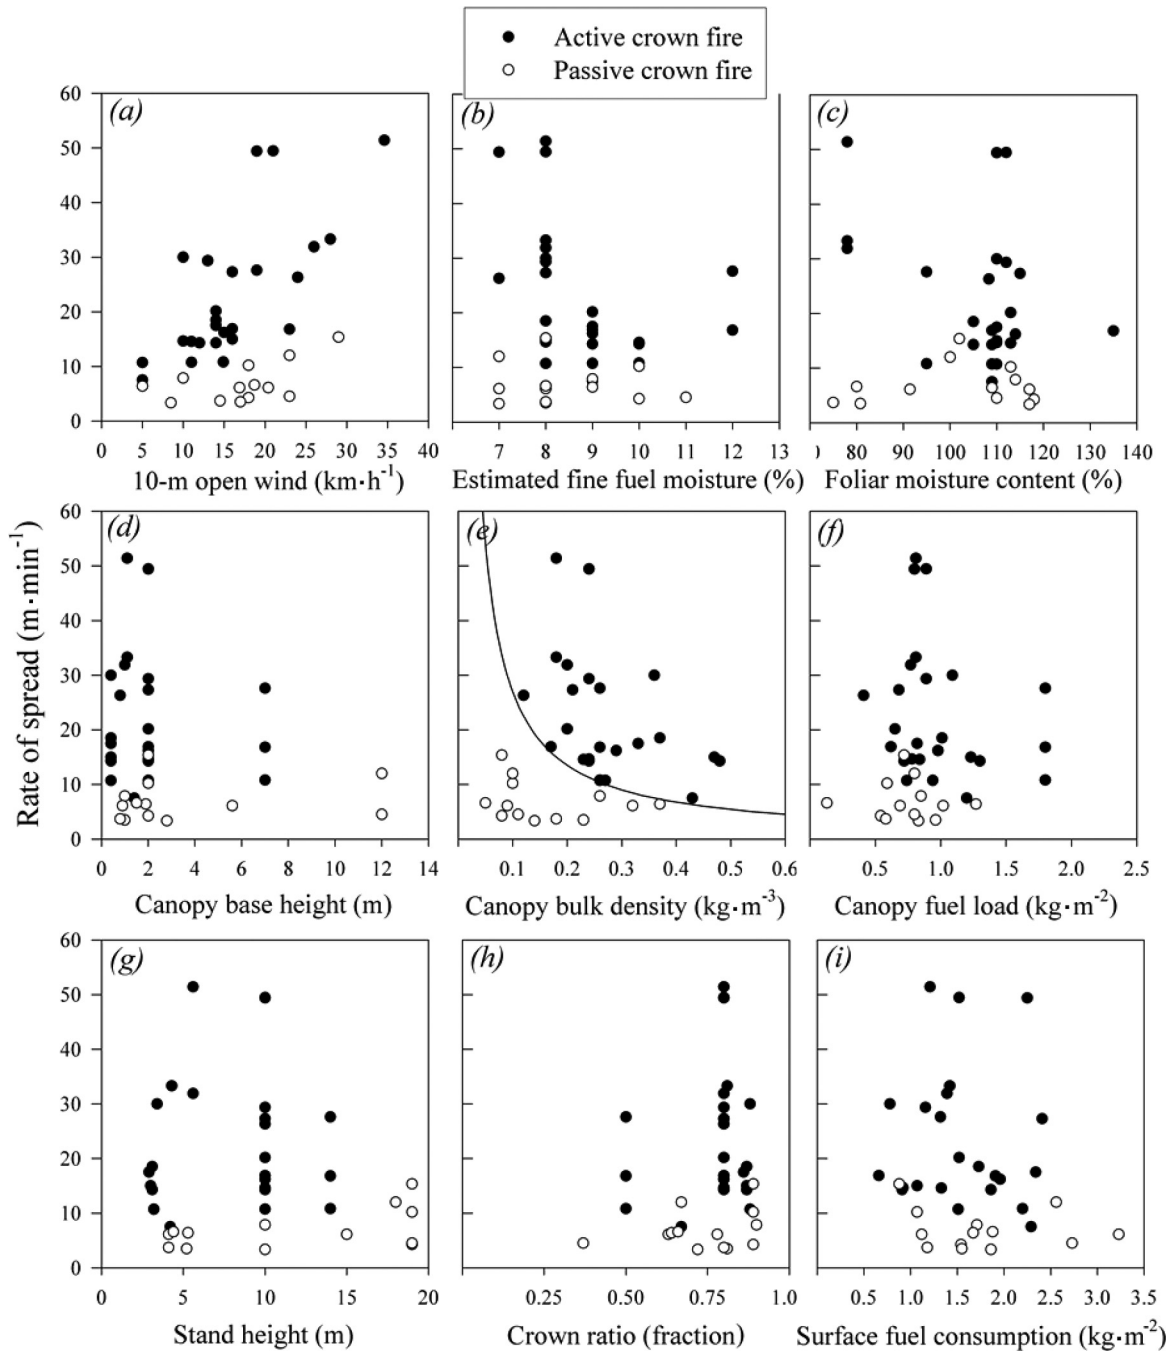 Active crown fire
Passive crown fire
60
50
40
30
20
10
0
(a)
0 5 10 15 20 25 30 35 40
10-m open wind (km·h-1)
(b)
7 8 9 10 11 12 13
Estimated fine fuel moisture (%)
(c)
80 90 100 110 120 130 140
Foliar moisture content (%)
Rate of spread (m·min-1)
60
50
40
30
20
10
0
(d)
0 2 4 6 8 10 12 14
Canopy base height (m)
(e)
0.1 0.2 0.3 0.4 0.5 0.6
Canopy bulk density (kg·m-3)
(f)
0.5 1.0 1.5 2.0 2.5
Canopy fuel load (kg·m-2)
60
50
40
30
20
10
0
(g)
0 5 10 15 20
Stand height (m)
(h)
0.25 0.50 0.75 1.0
Crown ratio (fraction)
(i)
0.5 1.0 1.5 2.0 2.5 3.0 3.5
Surface fuel consumption (kg·m-2)